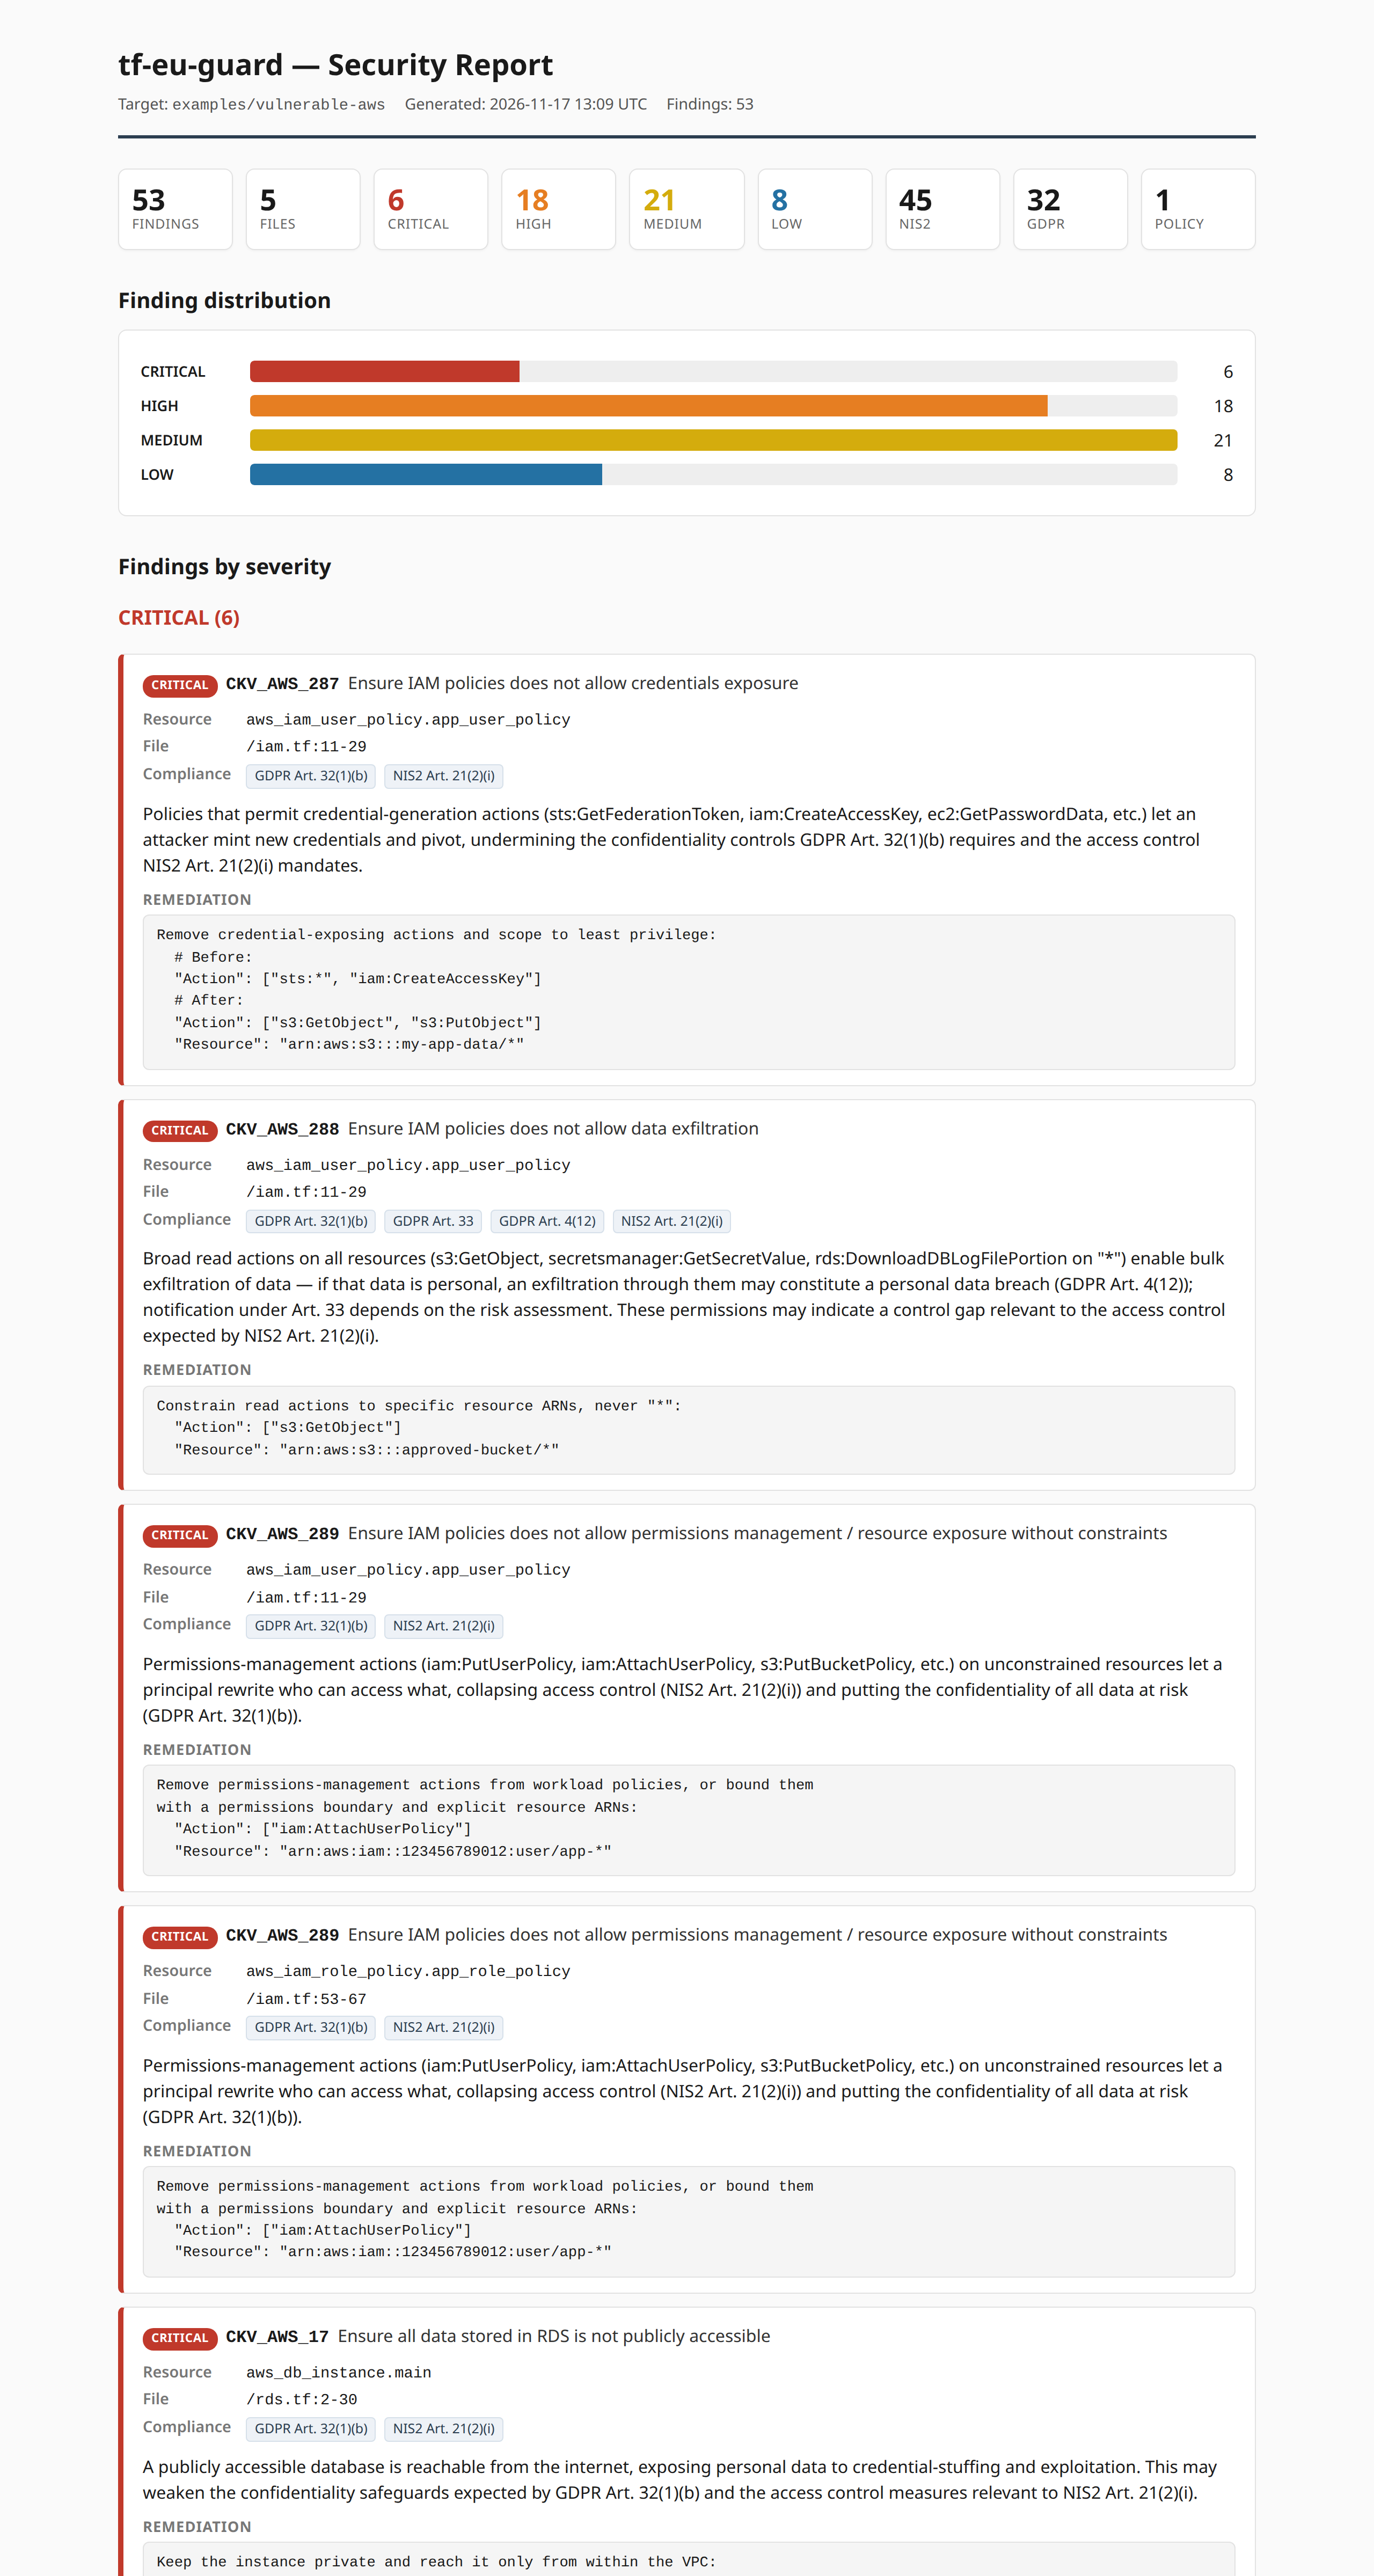 tf-eu-guard — Security Report
Target: examples/vulnerable-aws Generated: 2026-11-17 13:09 UTC Findings: 53
53 5 6 18 21 8 45 32 1
FINDINGS FILES CRITICAL HIGH MEDIUM LOW NIS2 GDPR POLICY
Finding distribution
CRITICAL 6
HIGH 18
MEDIUM 21
LOW 8
Findings by severity
CRITICAL (6)
CRITICAL CKV_AWS_287 Ensure IAM policies does not allow credentials exposure
Resource aws_iam_user_policy.app_user_policy
File /iam.tf:11-29
Compliance GDPR Art. 32(1)(b) NIS2 Art. 21(2)(i)
Policies that permit credential-generation actions (sts:GetFederationToken, iam:CreateAccessKey, ec2:GetPasswordData, etc.) let an
attacker mint new credentials and pivot, undermining the confidentiality controls GDPR Art. 32(1)(b) requires and the access control
NIS2 Art. 21(2)(i) mandates.
REMEDIATION
Remove credential-exposing actions and scope to least privilege:
# Before:
"Action": ["sts:*", "iam:CreateAccessKey"]
# After:
"Action": ["s3:GetObject", "s3:PutObject"]
"Resource": "arn:aws:s3:::my-app-data/*"
CRITICAL CKV_AWS_288 Ensure IAM policies does not allow data exfiltration
Resource aws_iam_user_policy.app_user_policy
File /iam.tf:11-29
Compliance GDPR Art. 32(1)(b) GDPR Art. 33 GDPR Art. 4(12) NIS2 Art. 21(2)(i)
Broad read actions on all resources (s3:GetObject, secretsmanager:GetSecretValue, rds:DownloadDBLogFilePortion on "*") enable bulk
exfiltration of data — if that data is personal, an exfiltration through them may constitute a personal data breach (GDPR Art. 4(12));
notification under Art. 33 depends on the risk assessment. These permissions may indicate a control gap relevant to the access control
expected by NIS2 Art. 21(2)(i).
REMEDIATION
Constrain read actions to specific resource ARNs, never "*":
"Action": ["s3:GetObject"]
"Resource": "arn:aws:s3:::approved-bucket/*"
CRITICAL CKV_AWS_289 Ensure IAM policies does not allow permissions management / resource exposure without constraints
Resource aws_iam_user_policy.app_user_policy
File /iam.tf:11-29
Compliance GDPR Art. 32(1)(b) NIS2 Art. 21(2)(i)
Permissions-management actions (iam:PutUserPolicy, iam:AttachUserPolicy, s3:PutBucketPolicy, etc.) on unconstrained resources let a
principal rewrite who can access what, collapsing access control (NIS2 Art. 21(2)(i)) and putting the confidentiality of all data at risk
(GDPR Art. 32(1)(b)).
REMEDIATION
Remove permissions-management actions from workload policies, or bound them
with a permissions boundary and explicit resource ARNs:
"Action": ["iam:AttachUserPolicy"]
"Resource": "arn:aws:iam::123456789012:user/app-*"
CRITICAL CKV_AWS_289 Ensure IAM policies does not allow permissions management / resource exposure without constraints
Resource aws_iam_role_policy.app_role_policy
File /iam.tf:53-67
Compliance GDPR Art. 32(1)(b) NIS2 Art. 21(2)(i)
Permissions-management actions (iam:PutUserPolicy, iam:AttachUserPolicy, s3:PutBucketPolicy, etc.) on unconstrained resources let a
principal rewrite who can access what, collapsing access control (NIS2 Art. 21(2)(i)) and putting the confidentiality of all data at risk
(GDPR Art. 32(1)(b)).
REMEDIATION
Remove permissions-management actions from workload policies, or bound them
with a permissions boundary and explicit resource ARNs:
"Action": ["iam:AttachUserPolicy"]
"Resource": "arn:aws:iam::123456789012:user/app-*"
CRITICAL CKV_AWS_17 Ensure all data stored in RDS is not publicly accessible
Resource aws_db_instance.main
File /rds.tf:2-30
Compliance GDPR Art. 32(1)(b) NIS2 Art. 21(2)(i)
A publicly accessible database is reachable from the internet, exposing personal data to credential-stuffing and exploitation. This may
weaken the confidentiality safeguards expected by GDPR Art. 32(1)(b) and the access control measures relevant to NIS2 Art. 21(2)(i).
REMEDIATION
Keep the instance private and reach it only from within the VPC: